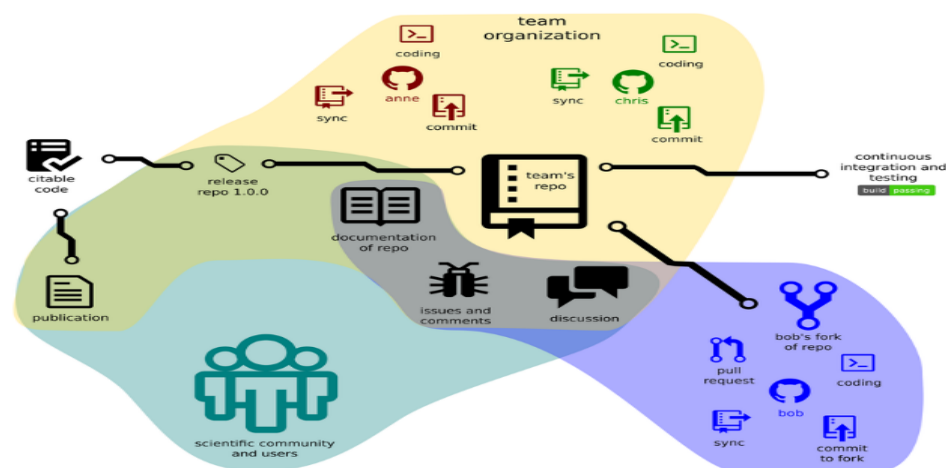 team
organization
coding
anne
sync
commit
coding
sync
chris
commit
citable
code
release
repo 1.0.0
team's
repo
continuous
integration and
testing
build passing
documentation
of repo
publication
issues and
comments
discussion
bob's fork
of repo
pull
request
coding
bob
sync
commit
to fork
scientific community
and users